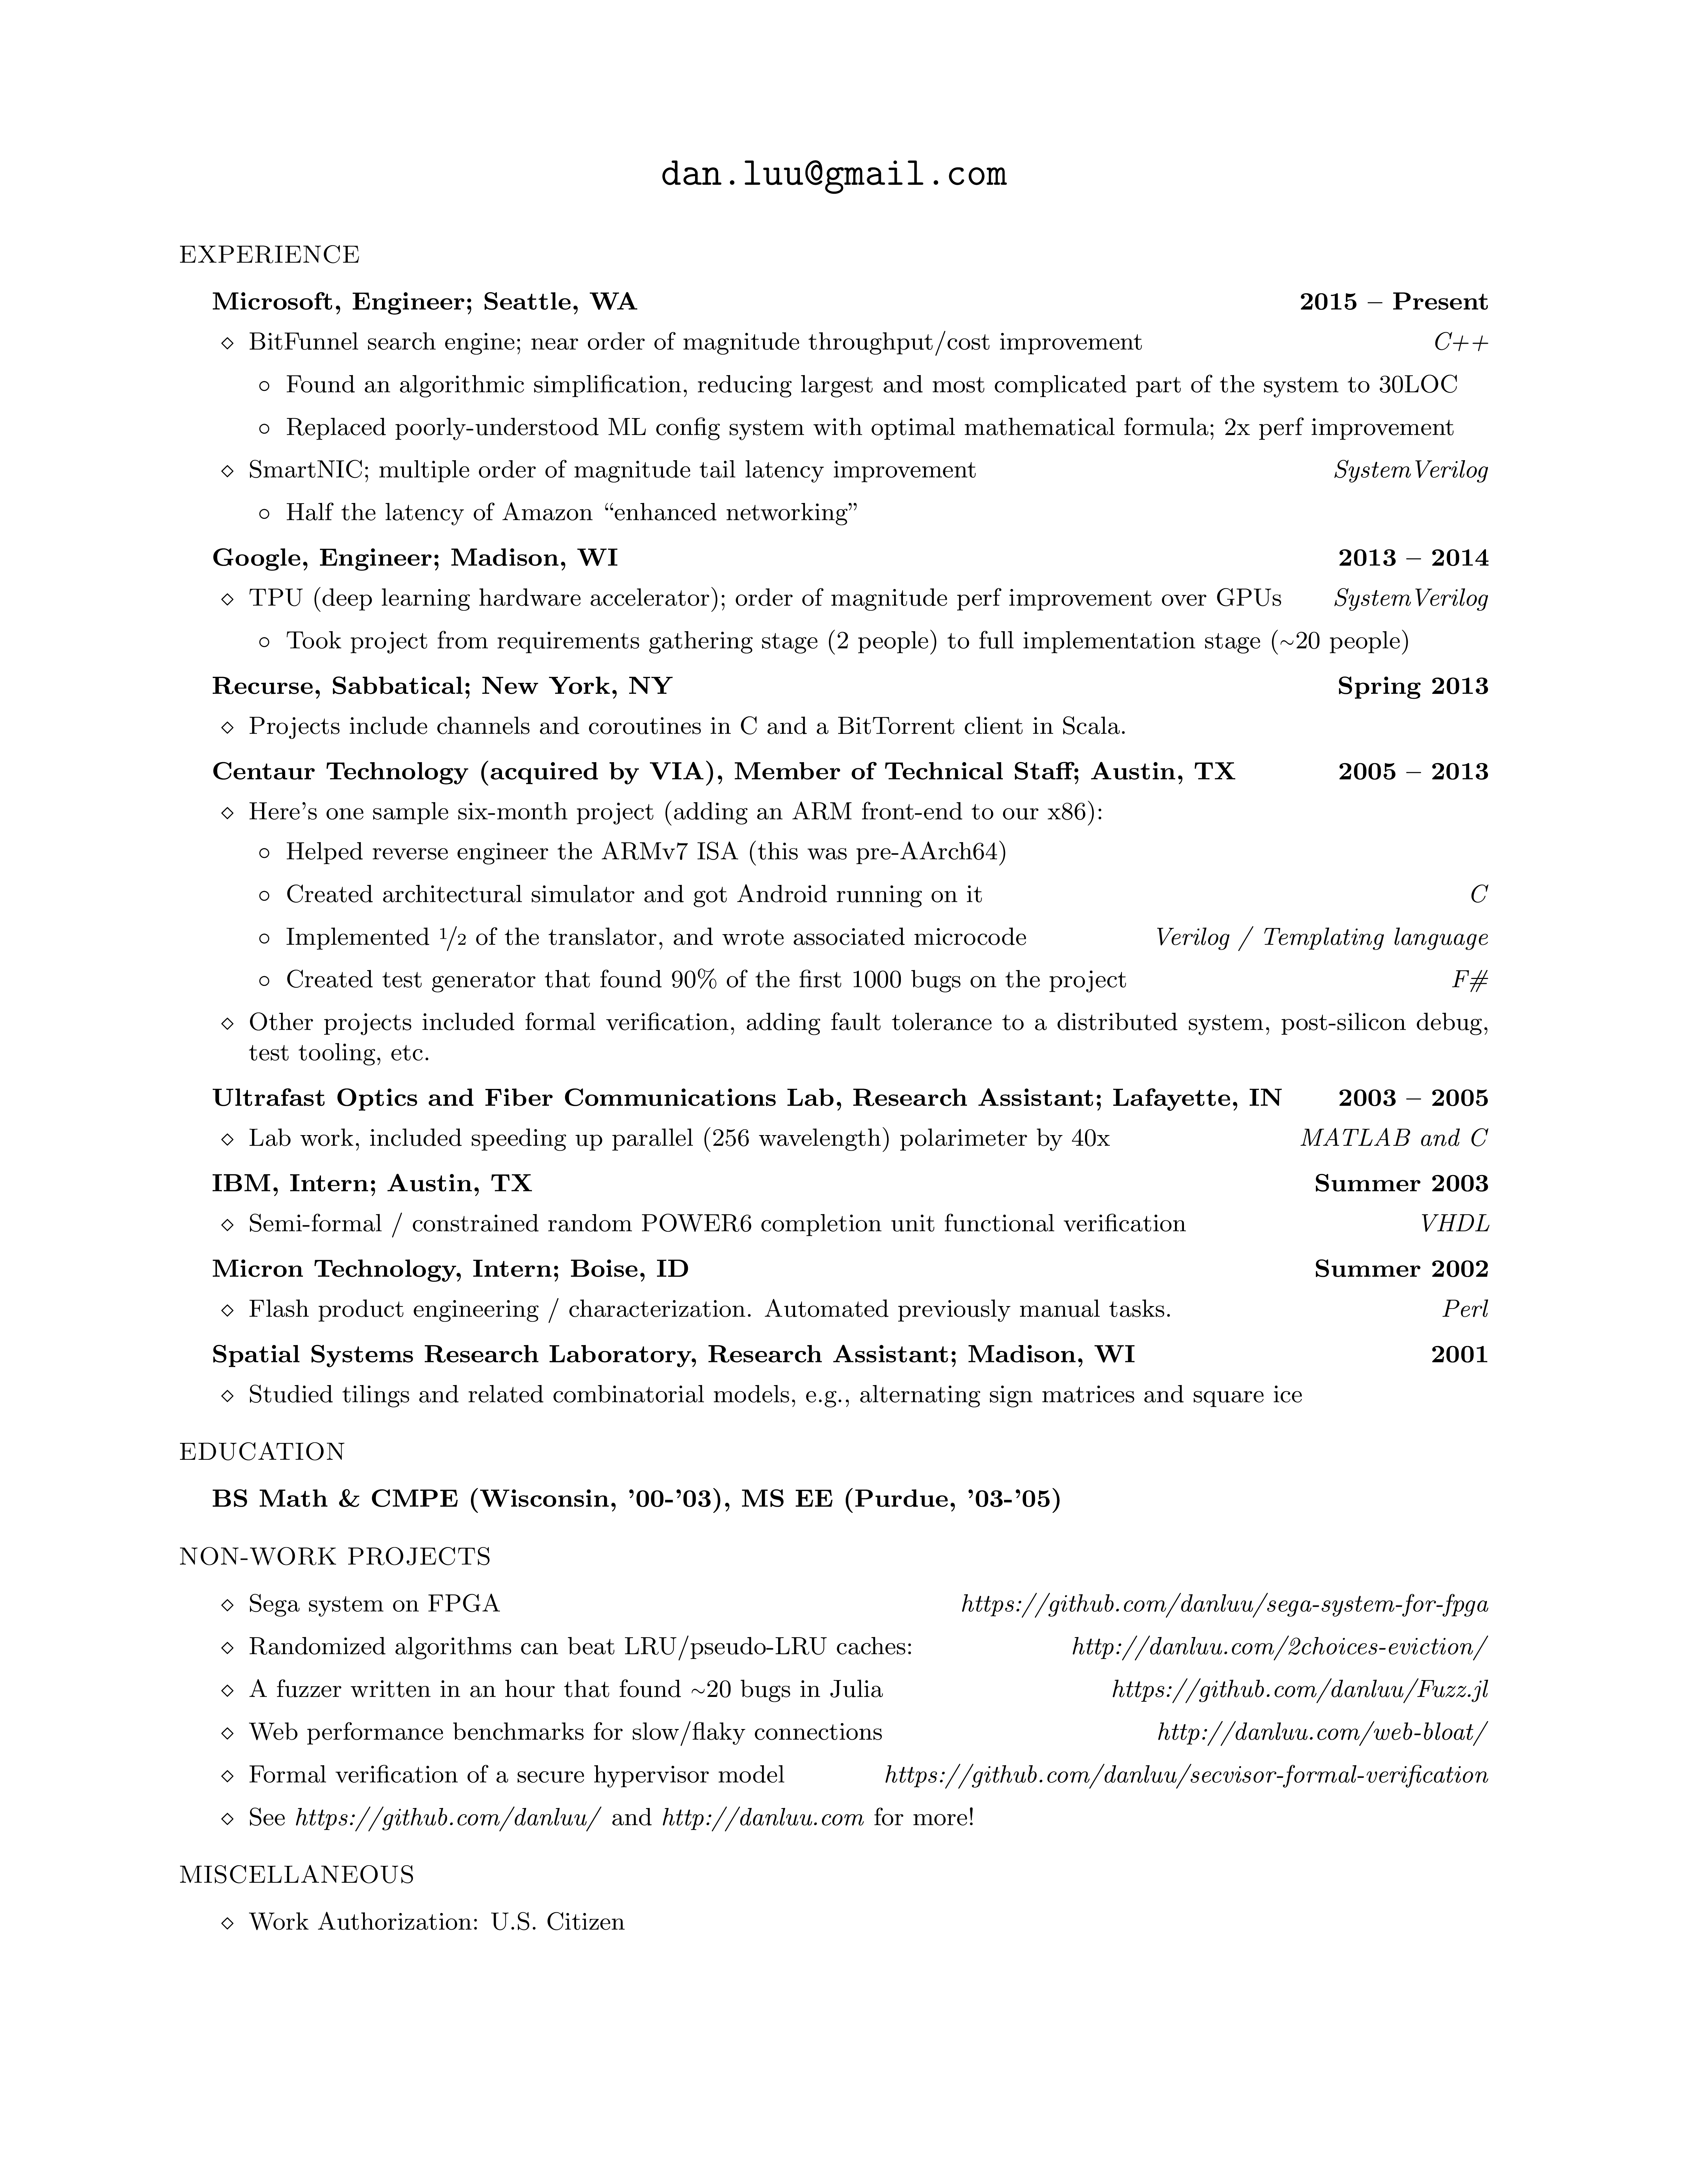 dan.luu@gmail.com
EXPERIENCE
Microsoft, Engineer; Seattle, WA 2015 – Present
⋄ BitFunnel search engine; near order of magnitude throughput/cost improvement C++
○ Found an algorithmic simplification, reducing largest and most complicated part of the system to 30LOC
○ Replaced poorly-understood ML config system with optimal mathematical formula; 2x perf improvement
⋄ SmartNIC; multiple order of magnitude tail latency improvement SystemVerilog
○ Half the latency of Amazon “enhanced networking”
Google, Engineer; Madison, WI 2013 – 2014
⋄ TPU (deep learning hardware accelerator); order of magnitude perf improvement over GPUs SystemVerilog
○ Took project from requirements gathering stage (2 people) to full implementation stage (~20 people)
Recurse, Sabbatical; New York, NY Spring 2013
⋄ Projects include channels and coroutines in C and a BitTorrent client in Scala.
Centaur Technology (acquired by VIA), Member of Technical Staff; Austin, TX 2005 – 2013
⋄ Here’s one sample six-month project (adding an ARM front-end to our x86):
○ Helped reverse engineer the ARMv7 ISA (this was pre-AArch64)
○ Created architectural simulator and got Android running on it C
○ Implemented 1/2 of the translator, and wrote associated microcode Verilog / Templating language
○ Created test generator that found 90% of the first 1000 bugs on the project F#
⋄ Other projects included formal verification, adding fault tolerance to a distributed system, post-silicon debug,
test tooling, etc.
Ultrafast Optics and Fiber Communications Lab, Research Assistant; Lafayette, IN 2003 – 2005
⋄ Lab work, included speeding up parallel (256 wavelength) polarimeter by 40x MATLAB and C
IBM, Intern; Austin, TX Summer 2003
⋄ Semi-formal / constrained random POWER6 completion unit functional verification VHDL
Micron Technology, Intern; Boise, ID Summer 2002
⋄ Flash product engineering / characterization. Automated previously manual tasks. Perl
Spatial Systems Research Laboratory, Research Assistant; Madison, WI 2001
⋄ Studied tilings and related combinatorial models, e.g., alternating sign matrices and square ice
EDUCATION
BS Math & CMPE (Wisconsin, ’00-’03), MS EE (Purdue, ’03-’05)
NON-WORK PROJECTS
⋄ Sega system on FPGA https://github.com/danluu/sega-system-for-fpga
⋄ Randomized algorithms can beat LRU/pseudo-LRU caches: http://danluu.com/2choices-eviction/
⋄ A fuzzer written in an hour that found ~20 bugs in Julia https://github.com/danluu/Fuzz.jl
⋄ Web performance benchmarks for slow/flaky connections http://danluu.com/web-bloat/
⋄ Formal verification of a secure hypervisor model https://github.com/danluu/secvisor-formal-verification
⋄ See https://github.com/danluu/ and http://danluu.com for more!
MISCELLANEOUS
⋄ Work Authorization: U.S. Citizen